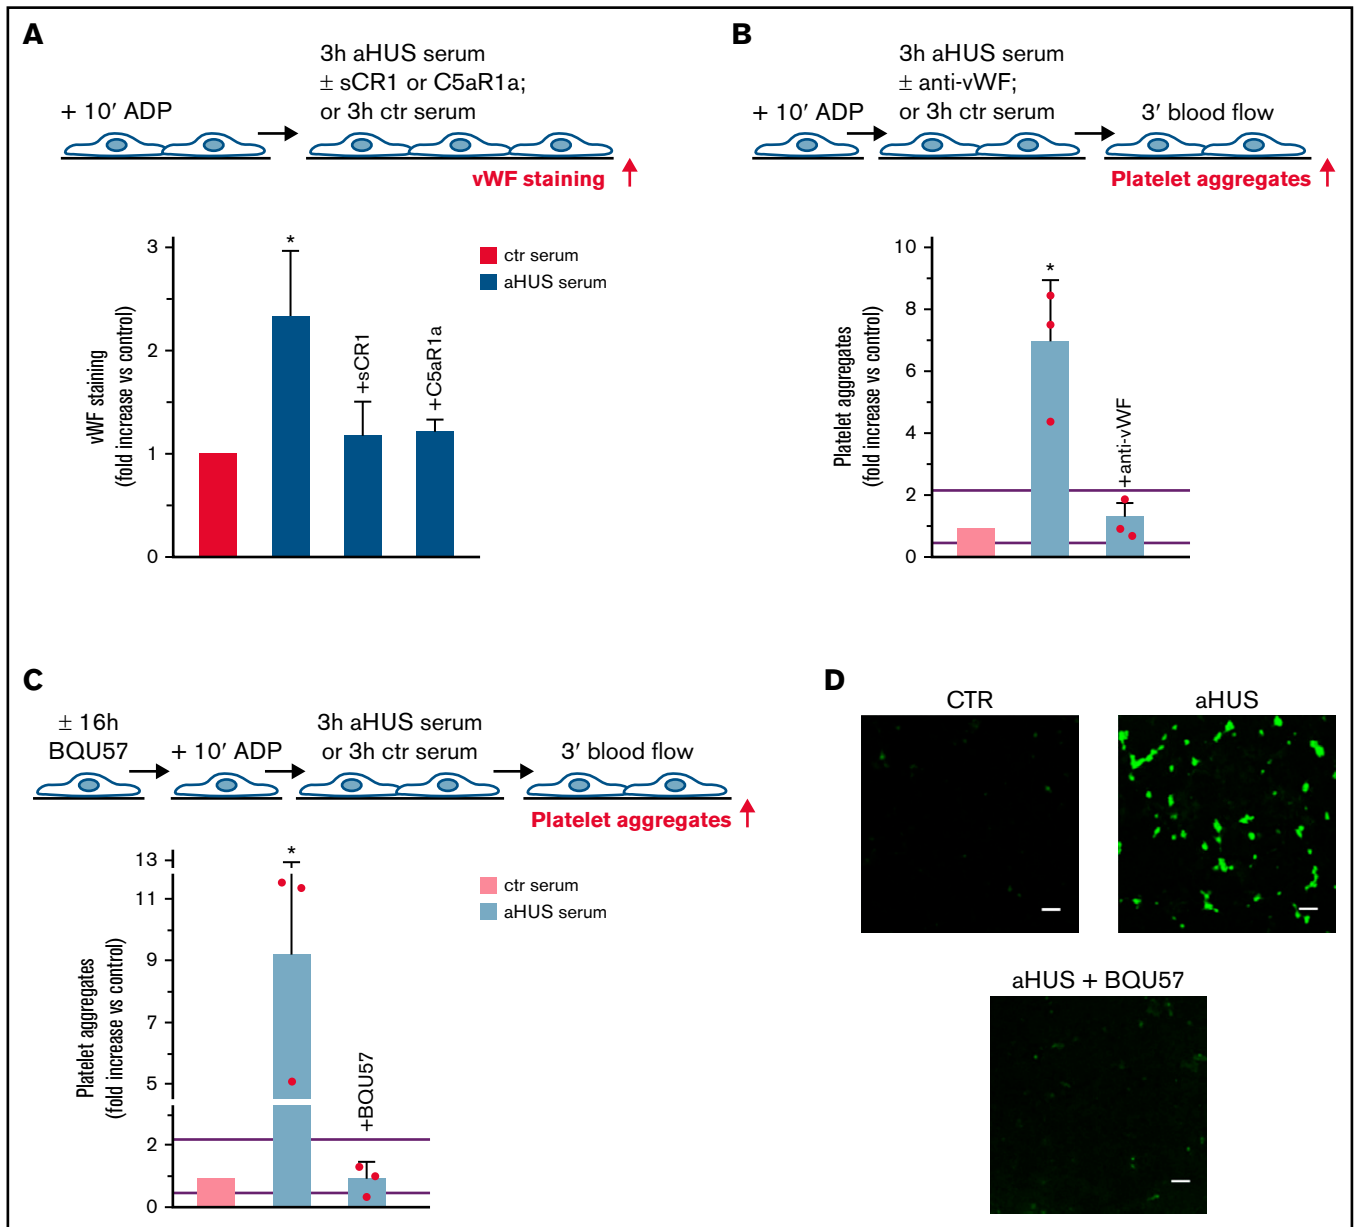 A
+ 10′ ADP
3h aHUS serum
± sCR1 or C5aR1a;
or 3h ctr serum
vWF staining
3
2
1
0
vWF staining
(fold increase vs control)
*
+sCR1
+C5aR1a
ctr serum
aHUS serum
B
+ 10′ ADP
3h aHUS serum
± anti-vWF;
or 3h ctr serum
3′ blood flow
Platelet aggregates
10
8
6
4
2
0
Platelet aggregates
(fold increase vs control)
*
+anti-vWF
C
± 16h
BQU57
+ 10′ ADP
3h aHUS serum
or 3h ctr serum
3′ blood flow
Platelet aggregates
13
11
9
7
5
2
0
Platelet aggregates
(fold increase vs control)
*
+BQU57
ctr serum
aHUS serum
D
CTR
aHUS
aHUS + BQU57